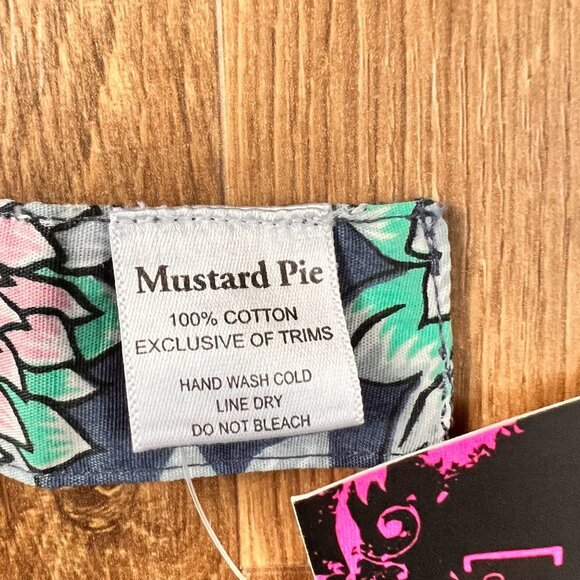 Mustard Pie
100% COTTON
EXCLUSIVE OF TRIMS
HAND WASH COLD
LINE DRY
DO NOT BLEACH